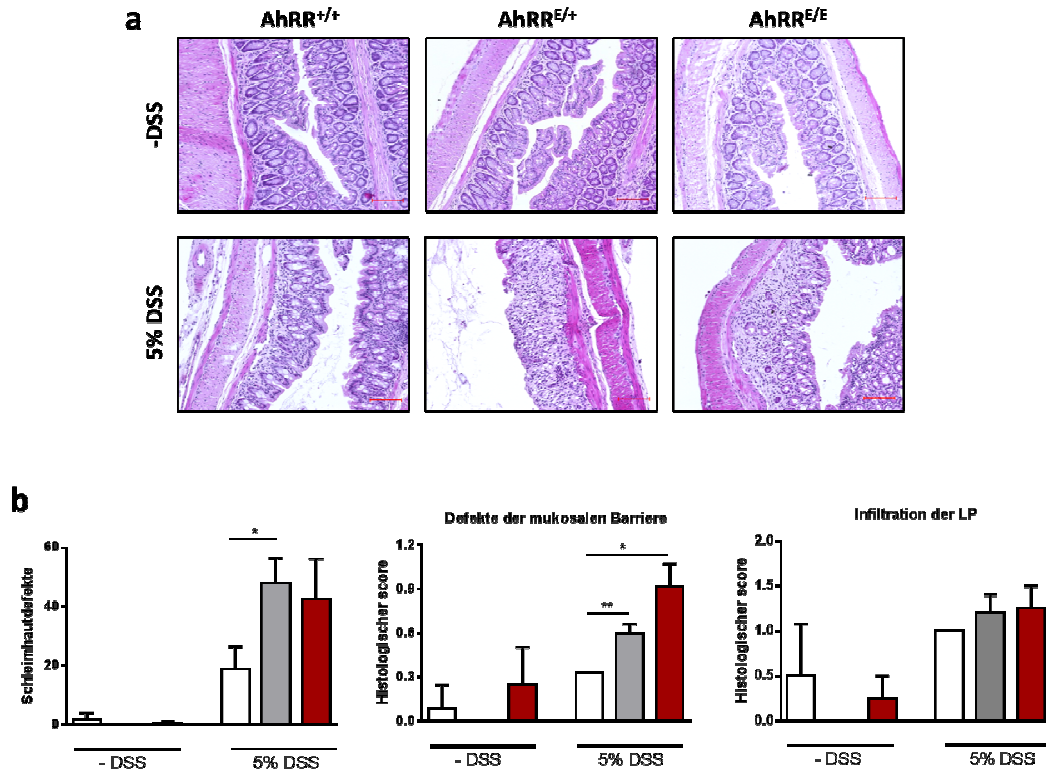 a
AhRR+/+ AhRRE/+ AhRRE/E
-DSS
5% DSS
b
Schleimhautdefekte
60
40
20
0
*
- DSS 5% DSS
Defekte der mukosalen Barriere
Histologischer score
1.2
0.9
0.6
0.3
0.0
*
**
- DSS 5% DSS
Infiltration der LP
Histologischer score
2.0
1.5
1.0
0.5
0.0
- DSS 5% DSS